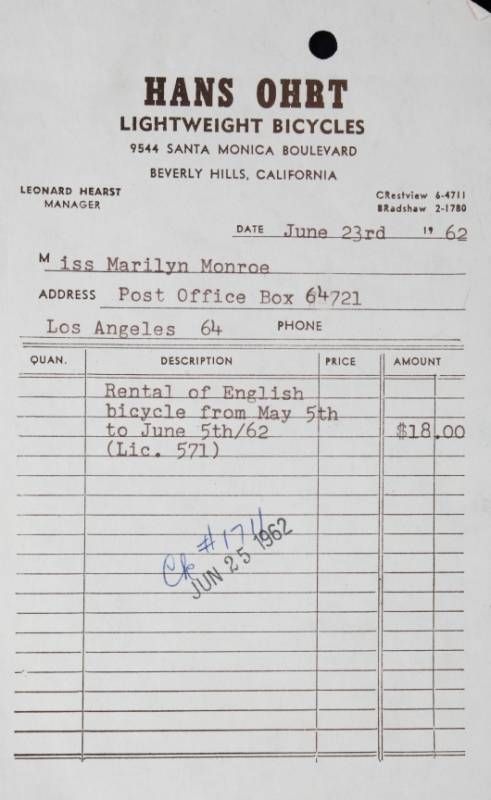 HANS OHRT
LIGHTWEIGHT BICYCLES
9544 SANTA MONICA BOULEVARD
BEVERLY HILLS, CALIFORNIA
LEONARD HEARST
MANAGER
CRestview 6-4711
BRadshaw 2-1780
DATE June 23rd 19 62
M iss Marilyn Monroe
ADDRESS Post Office Box 64721
Los Angeles 64 PHONE
QUAN. DESCRIPTION PRICE AMOUNT
Rental of English
bicycle from May 5th
to June 5th/62 $18.00
(Lic. 571)
Ck #1711
JUN 25 1962